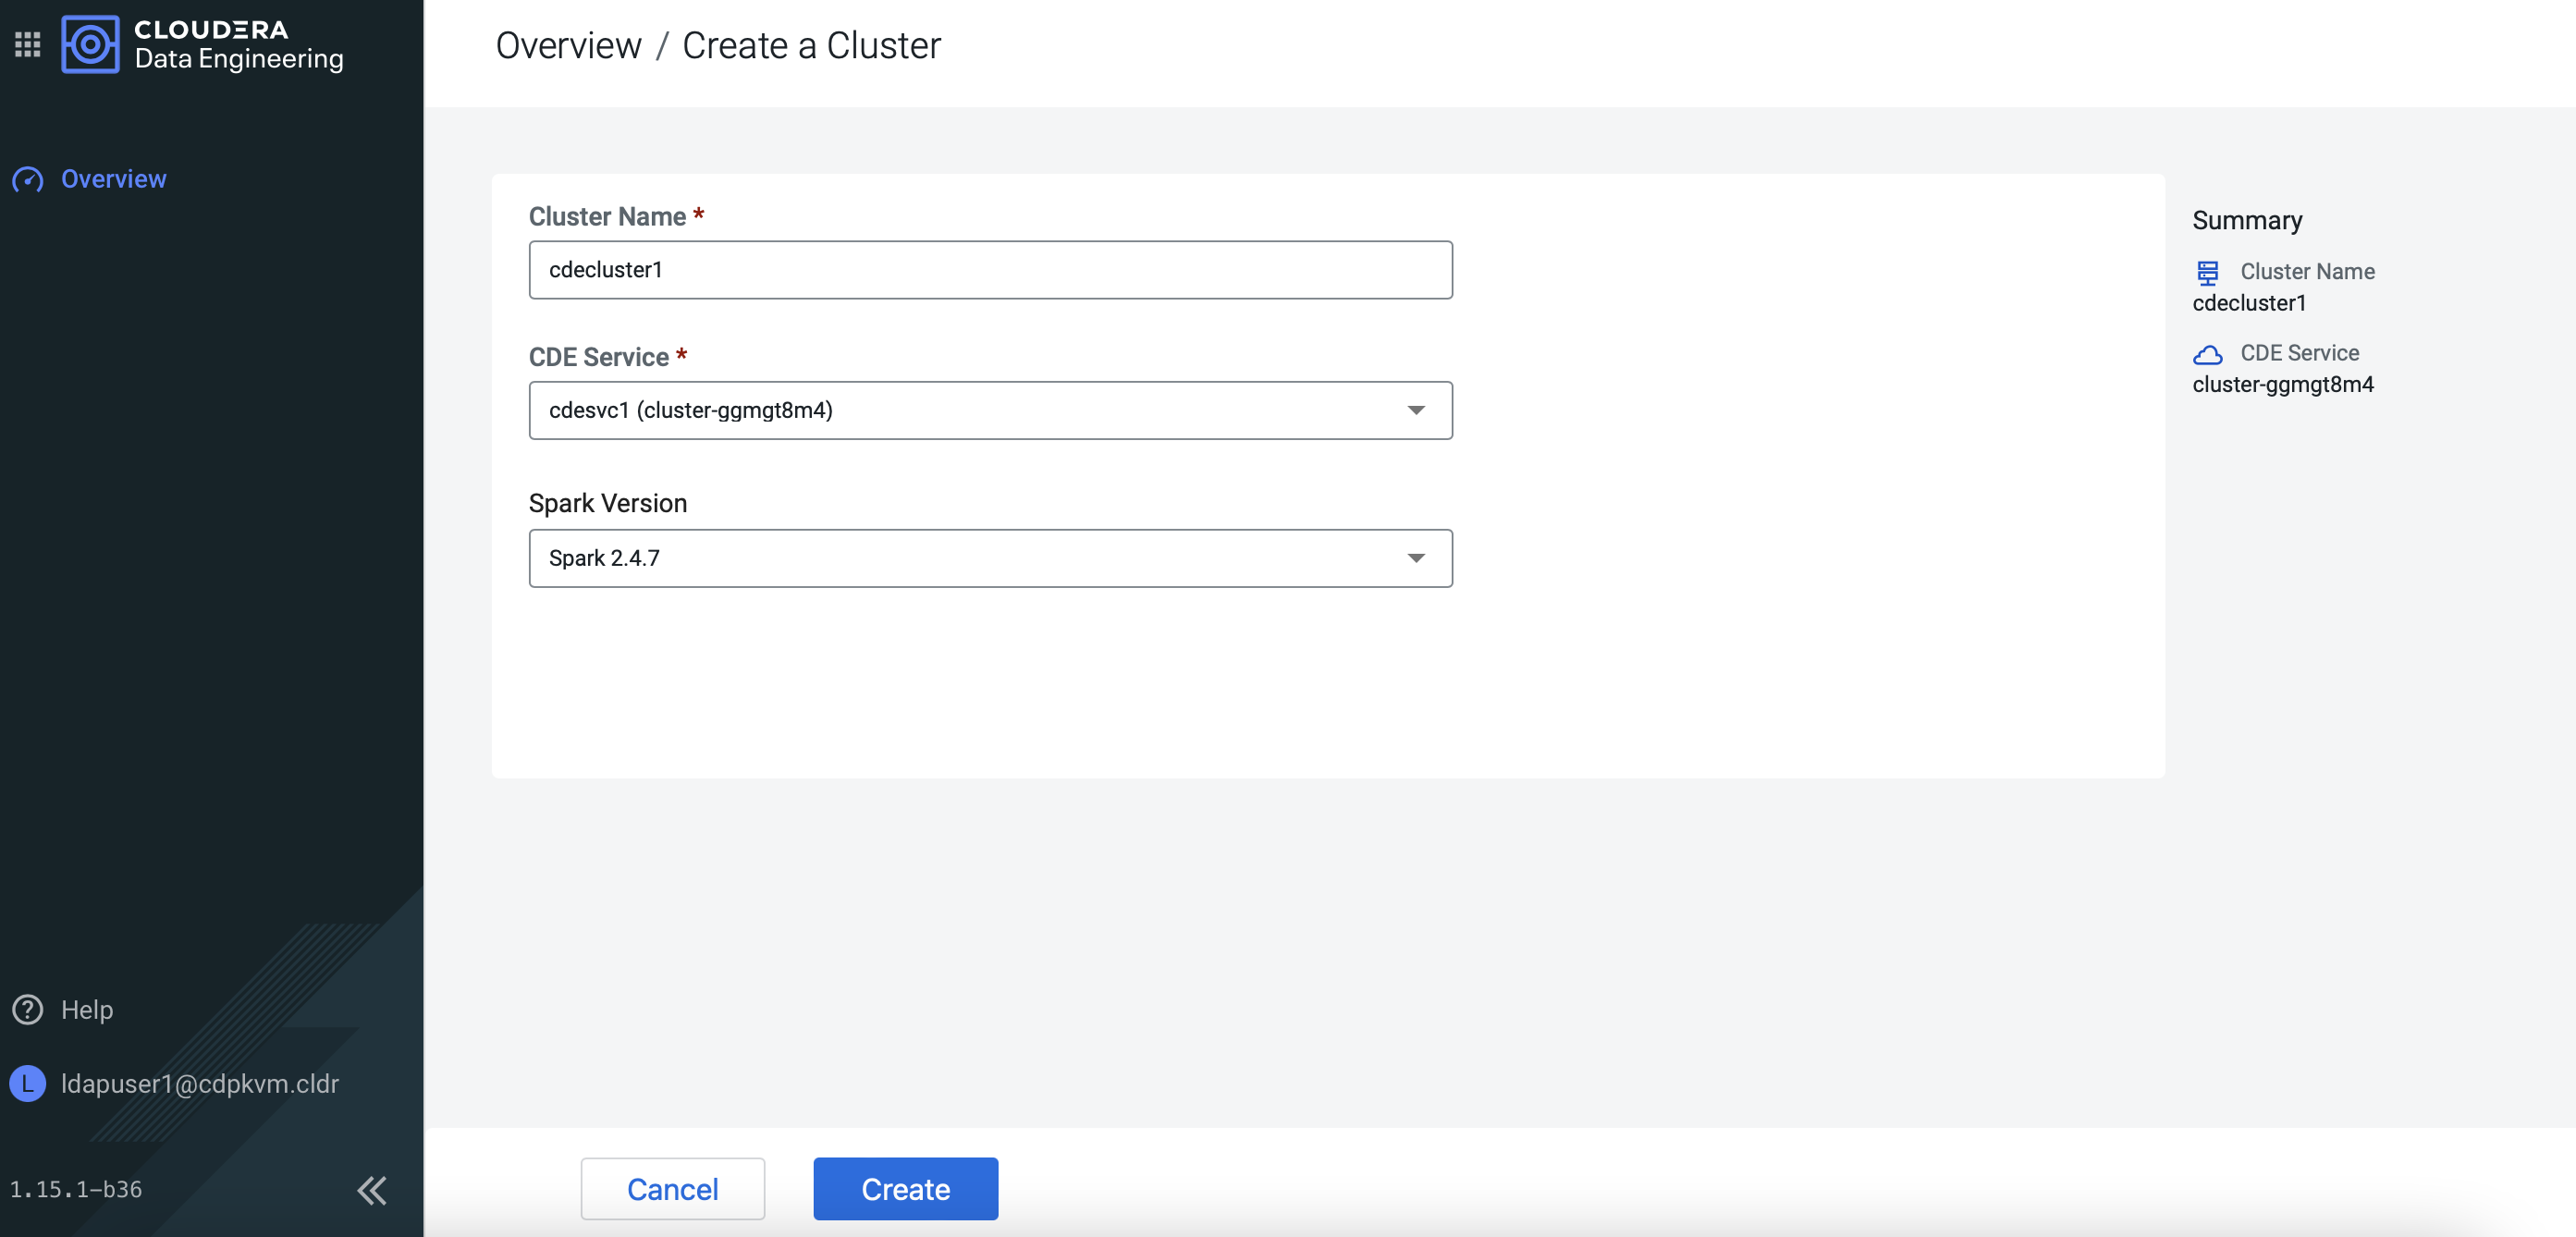 CLOUDERA
Data Engineering
Overview
Help
L
ldapuser1@cdpkvm.cldr
1.15.1-b36
Overview / Create a Cluster
Cluster Name *
cdecluster1
CDE Service *
cdesvc1 (cluster-ggmgt8m4)
Spark Version
Spark 2.4.7
Summary
Cluster Name
cdecluster1
CDE Service
cluster-ggmgt8m4
Cancel
Create